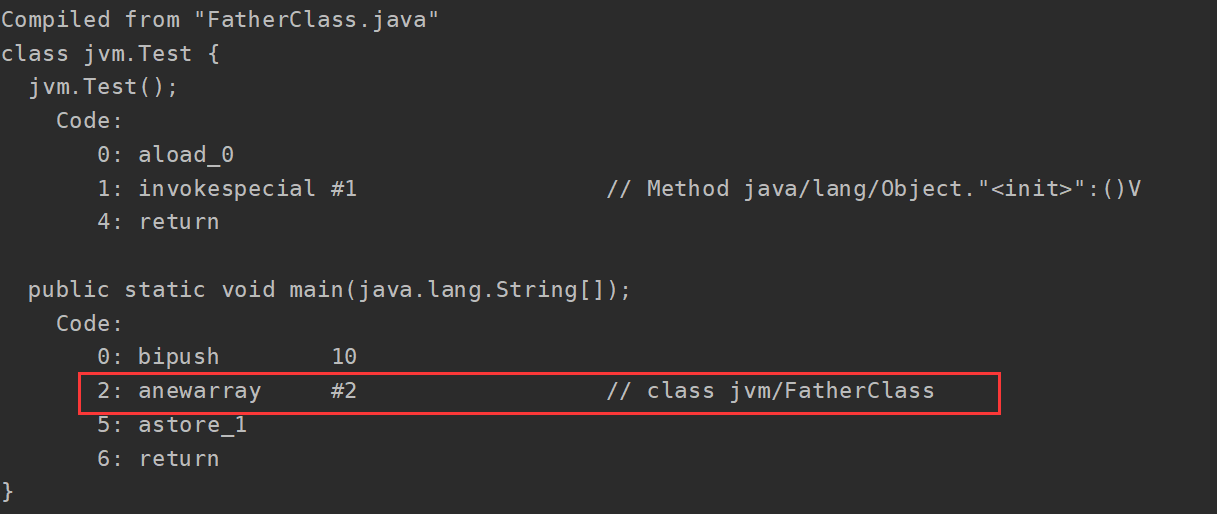 Compiled from "FatherClass.java"
class jvm.Test {
  jvm.Test();
    Code:
       0: aload_0
       1: invokespecial #1                  // Method java/lang/Object."<init>":()V
       4: return

  public static void main(java.lang.String[]);
    Code:
       0: bipush        10
       2: anewarray     #2                  // class jvm/FatherClass
       5: astore_1
       6: return
}